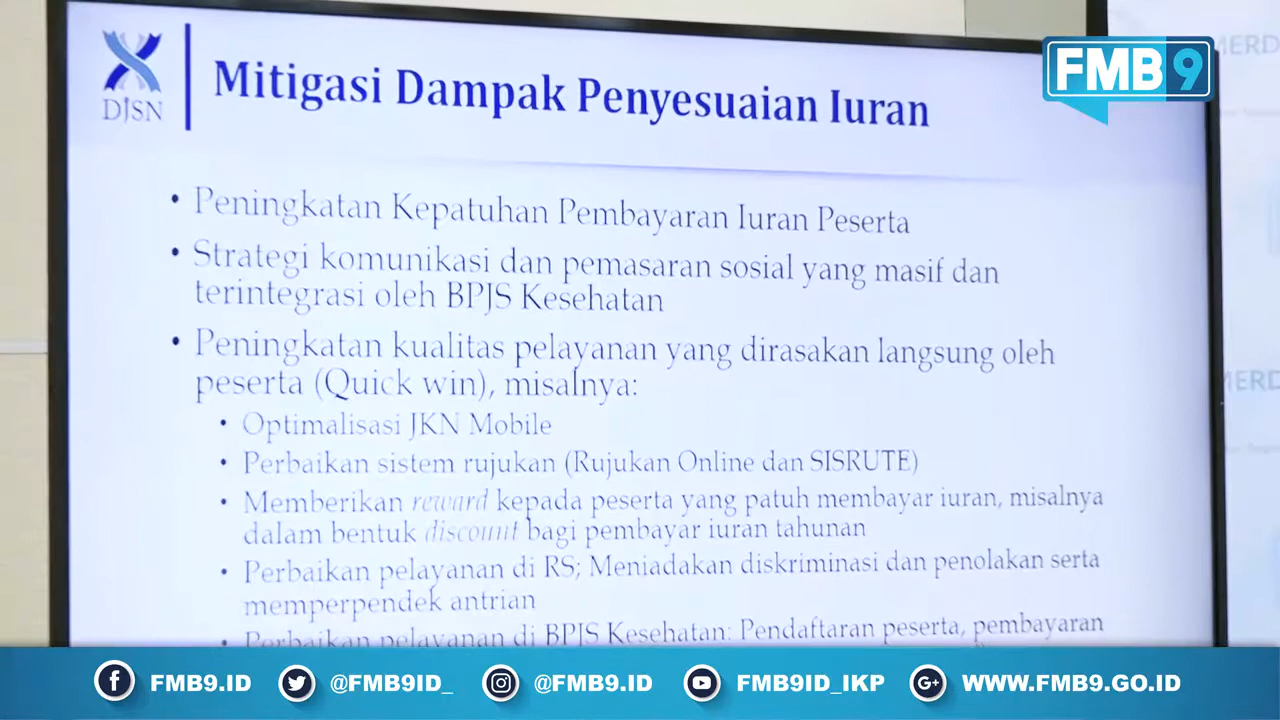 FMB9
DJSN
Mitigasi Dampak Penyesuaian Iuran
• Peningkatan Kepatuhan Pembayaran Iuran Peserta
• Strategi komunikasi dan pemasaran sosial yang masif dan
terintegrasi oleh BPJS Kesehatan
• Peningkatan kualitas pelayanan yang dirasakan langsung oleh
peserta (Quick win), misalnya:
• Optimalisasi JKN Mobile
• Perbaikan sistem rujukan (Rujukan Online dan SISRUTE)
• Memberikan reward kepada peserta yang patuh membayar iuran, misalnya
dalam bentuk discount bagi pembayar iuran tahunan
• Perbaikan pelayanan di RS; Meniadakan diskriminasi dan penolakan serta
memperpendek antrian
• Perbaikan pelayanan di BPJS Kesehatan: Pendaftaran peserta, pembayaran
MERD
MERD
FMB9.ID
@FMB9ID_
@FMB9.ID
FMB9ID_IKP
WWW.FMB9.GO.ID